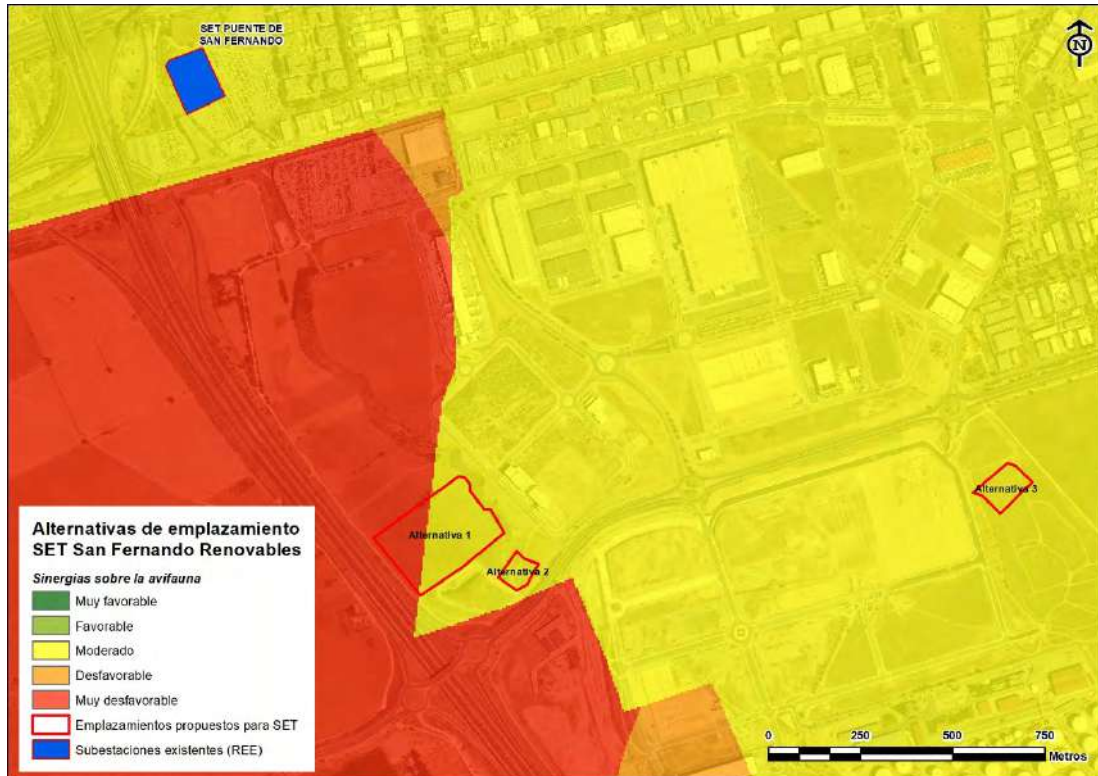 SET PUENTE DE
SAN FERNANDO
N
Alternativa 1
Alternativa 2
Alternativa 3
Alternativas de emplazamiento
SET San Fernando Renovables
Sinergias sobre la avifauna
Muy favorable
Favorable
Moderado
Desfavorable
Muy desfavorable
Emplazamientos propuestos para SET
Subestaciones existentes (REE)
0 250 500 750
Metros